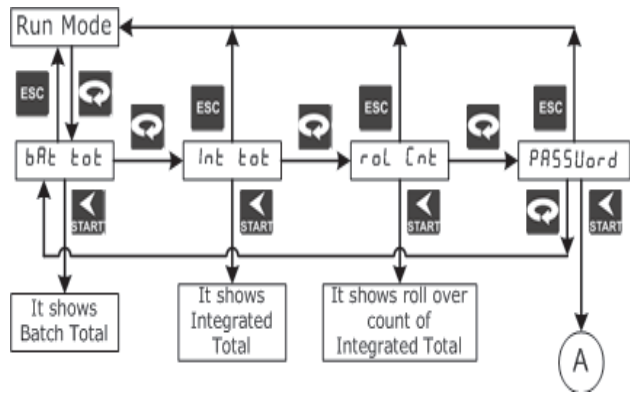 Run Mode
ESC
ESC
ESC
ESC
bAt tot
Int tot
rol Cnt
PASSUord
START
START
START
START
It shows
Batch Total
It shows
Integrated
Total
It shows roll over
count of
Integrated Total
A